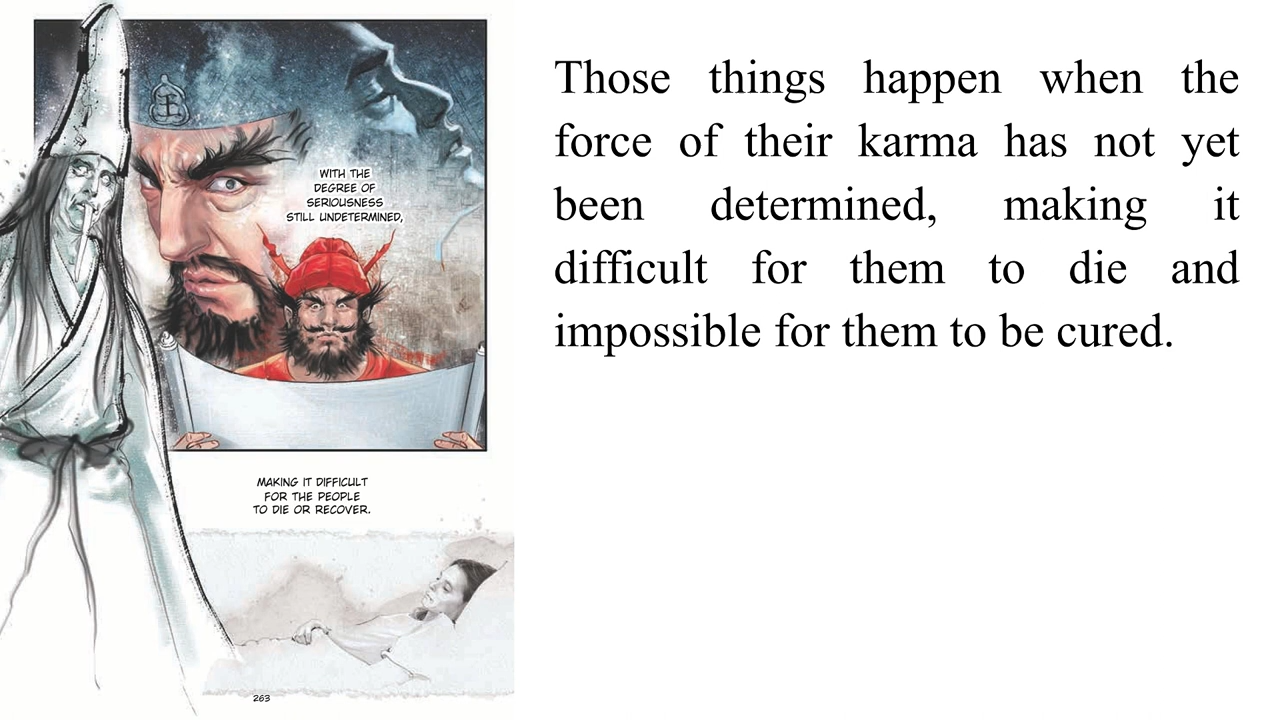 WITH THE
DEGREE OF
SERIOUSNESS
STILL UNDETERMINED,
王
MAKING IT DIFFICULT
FOR THE PEOPLE
TO DIE OR RECOVER.
263
Those things happen when the
force of their karma has not yet
been determined, making it
difficult for them to die and
impossible for them to be cured.